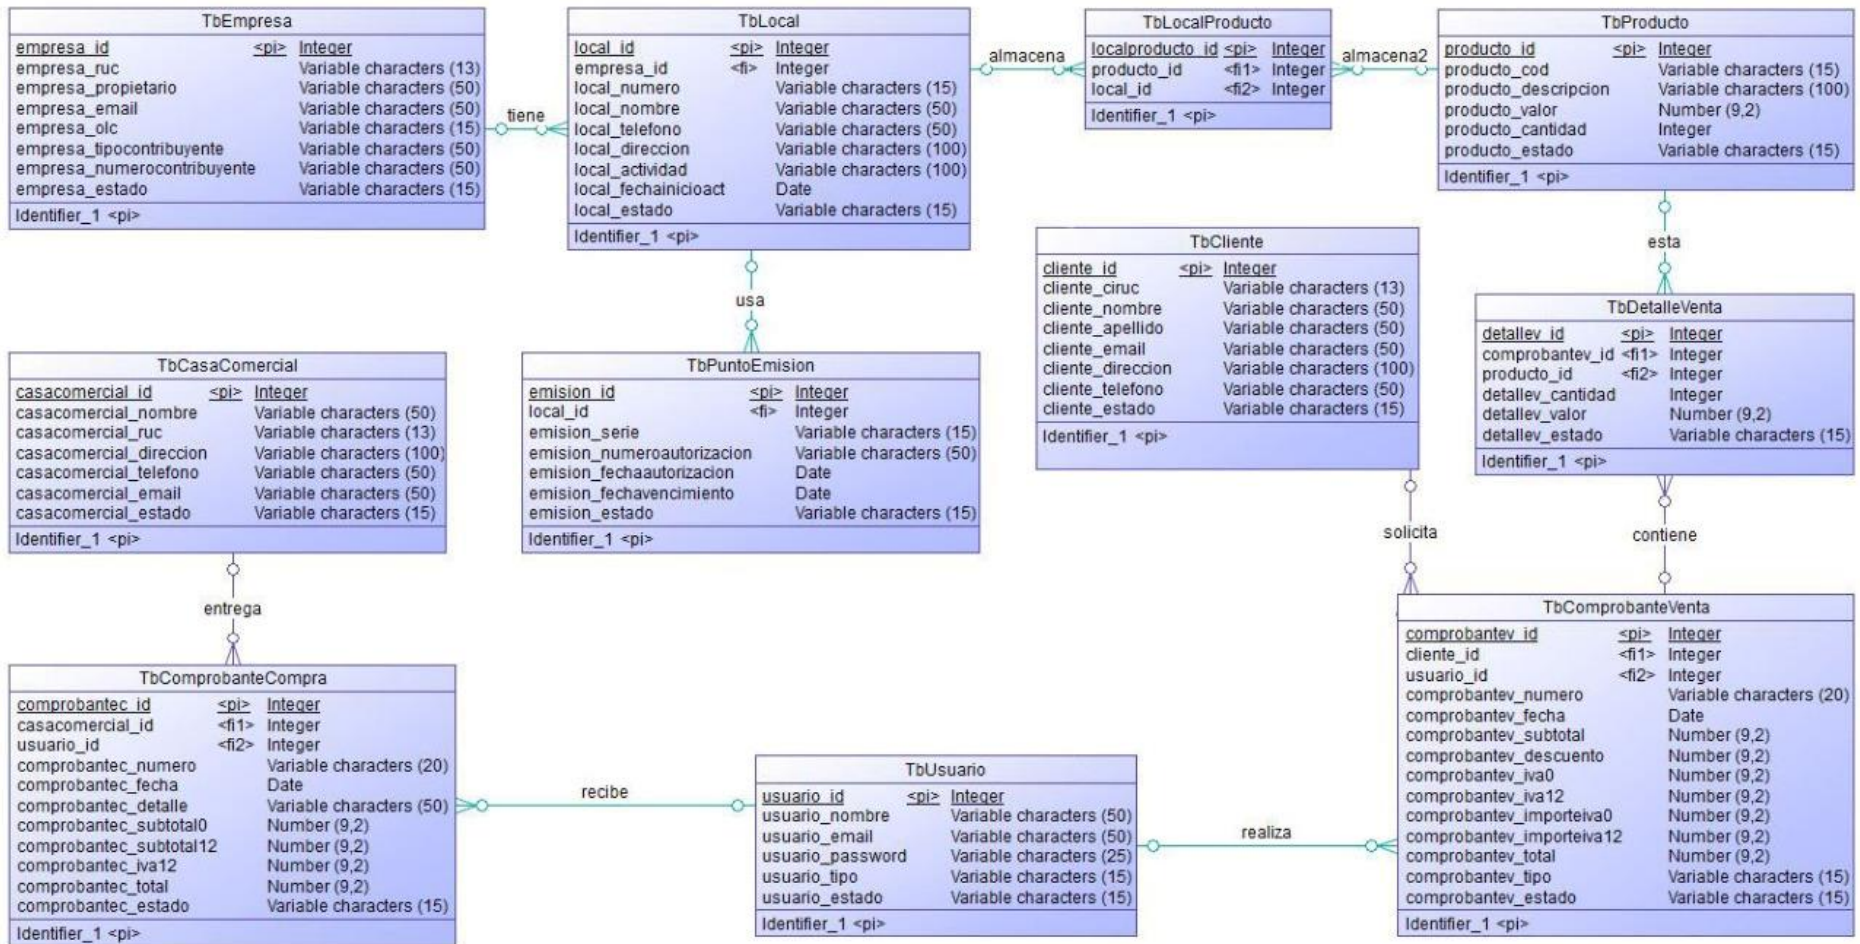 TbEmpresa
empresa_id <pi> Integer
empresa_ruc Variable characters (13)
empresa_propietario Variable characters (50)
empresa_email Variable characters (50)
empresa_olc Variable characters (15)
empresa_tipocontribuyente Variable characters (50)
empresa_numerocontribuyente Variable characters (50)
empresa_estado Variable characters (15)
Identifier_1 <pi>
tiene
TbLocal
local_id <pi> Integer
empresa_id <fi> Integer
local_numero Variable characters (15)
local_nombre Variable characters (50)
local_telefono Variable characters (50)
local_direccion Variable characters (100)
local_actividad Variable characters (100)
local_fechainicioact Date
local_estado Variable characters (15)
Identifier_1 <pi>
almacena
TbLocalProducto
localproducto_id <pi> Integer
producto_id <fi1> Integer
local_id <fi2> Integer
Identifier_1 <pi>
almacena2
TbProducto
producto_id <pi> Integer
producto_cod Variable characters (15)
producto_descripcion Variable characters (100)
producto_valor Number (9,2)
producto_cantidad Integer
producto_estado Variable characters (15)
Identifier_1 <pi>
usa
esta
TbCliente
cliente_id <pi> Integer
cliente_ciruc Variable characters (13)
cliente_nombre Variable characters (50)
cliente_apellido Variable characters (50)
cliente_email Variable characters (50)
cliente_direccion Variable characters (100)
cliente_telefono Variable characters (50)
cliente_estado Variable characters (15)
Identifier_1 <pi>
TbDetalleVenta
detallev_id <pi> Integer
comprobantev_id <fi1> Integer
producto_id <fi2> Integer
detallev_cantidad Integer
detallev_valor Number (9,2)
detallev_estado Variable characters (15)
Identifier_1 <pi>
TbCasaComercial
casacomercial_id <pi> Integer
casacomercial_nombre Variable characters (50)
casacomercial_ruc Variable characters (13)
casacomercial_direccion Variable characters (100)
casacomercial_telefono Variable characters (50)
casacomercial_email Variable characters (50)
casacomercial_estado Variable characters (15)
Identifier_1 <pi>
TbPuntoEmision
emision_id <pi> Integer
local_id <fi> Integer
emision_serie Variable characters (15)
emision_numeroautorizacion Variable characters (50)
emision_fechaautorizacion Date
emision_fechavencimiento Date
emision_estado Variable characters (15)
Identifier_1 <pi>
solicita
contiene
entrega
TbComprobanteCompra
comprobantec_id <pi> Integer
casacomercial_id <fi1> Integer
usuario_id <fi2> Integer
comprobantec_numero Variable characters (20)
comprobantec_fecha Date
comprobantec_detalle Variable characters (50)
comprobantec_subtotal0 Number (9,2)
comprobantec_subtotal12 Number (9,2)
comprobantec_iva12 Number (9,2)
comprobantec_total Number (9,2)
comprobantec_estado Variable characters (15)
Identifier_1 <pi>
recibe
TbUsuario
usuario_id <pi> Integer
usuario_nombre Variable characters (50)
usuario_email Variable characters (50)
usuario_password Variable characters (25)
usuario_tipo Variable characters (15)
usuario_estado Variable characters (15)
Identifier_1 <pi>
realiza
TbComprobanteVenta
comprobantev_id <pi> Integer
cliente_id <fi1> Integer
usuario_id <fi2> Integer
comprobantev_numero Variable characters (20)
comprobantev_fecha Date
comprobantev_subtotal Number (9,2)
comprobantev_descuento Number (9,2)
comprobantev_iva0 Number (9,2)
comprobantev_iva12 Number (9,2)
comprobantev_importeiva0 Number (9,2)
comprobantev_importeiva12 Number (9,2)
comprobantev_total Number (9,2)
comprobantev_tipo Variable characters (15)
comprobantev_estado Variable characters (15)
Identifier_1 <pi>